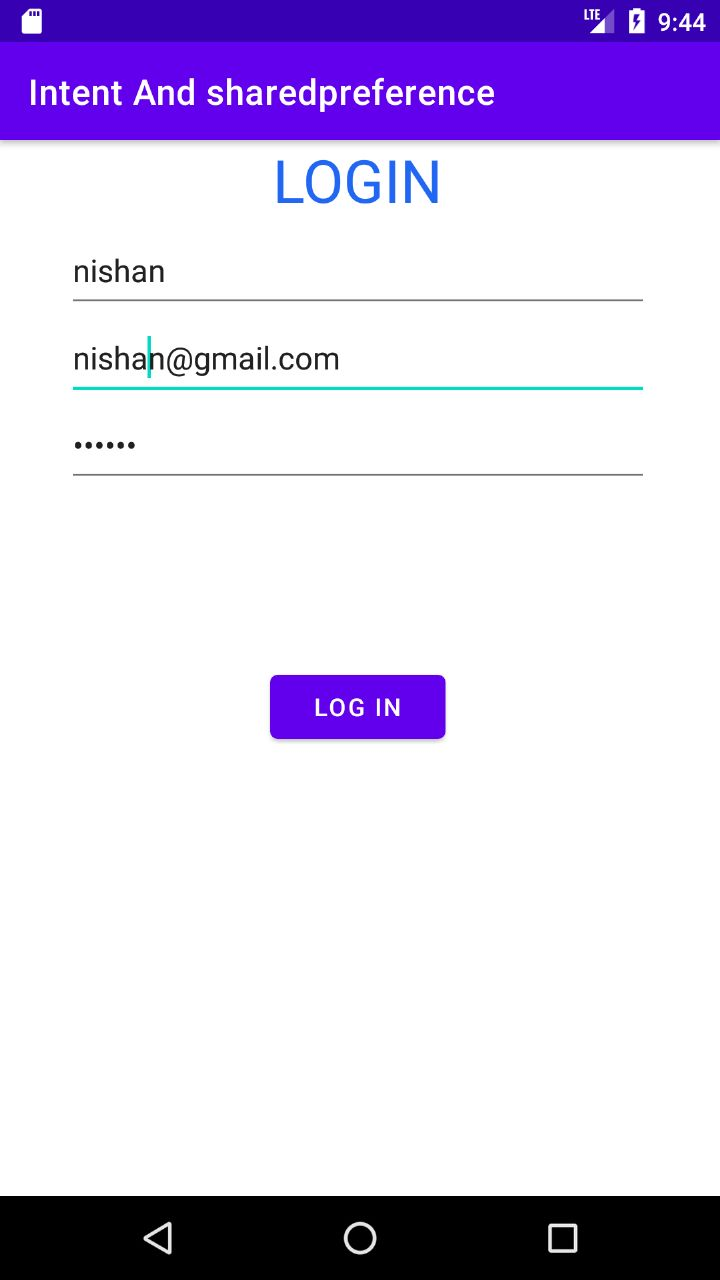 LTE 9:44
Intent And sharedpreference
LOGIN
nishan
nishan@gmail.com
••••••
LOG IN